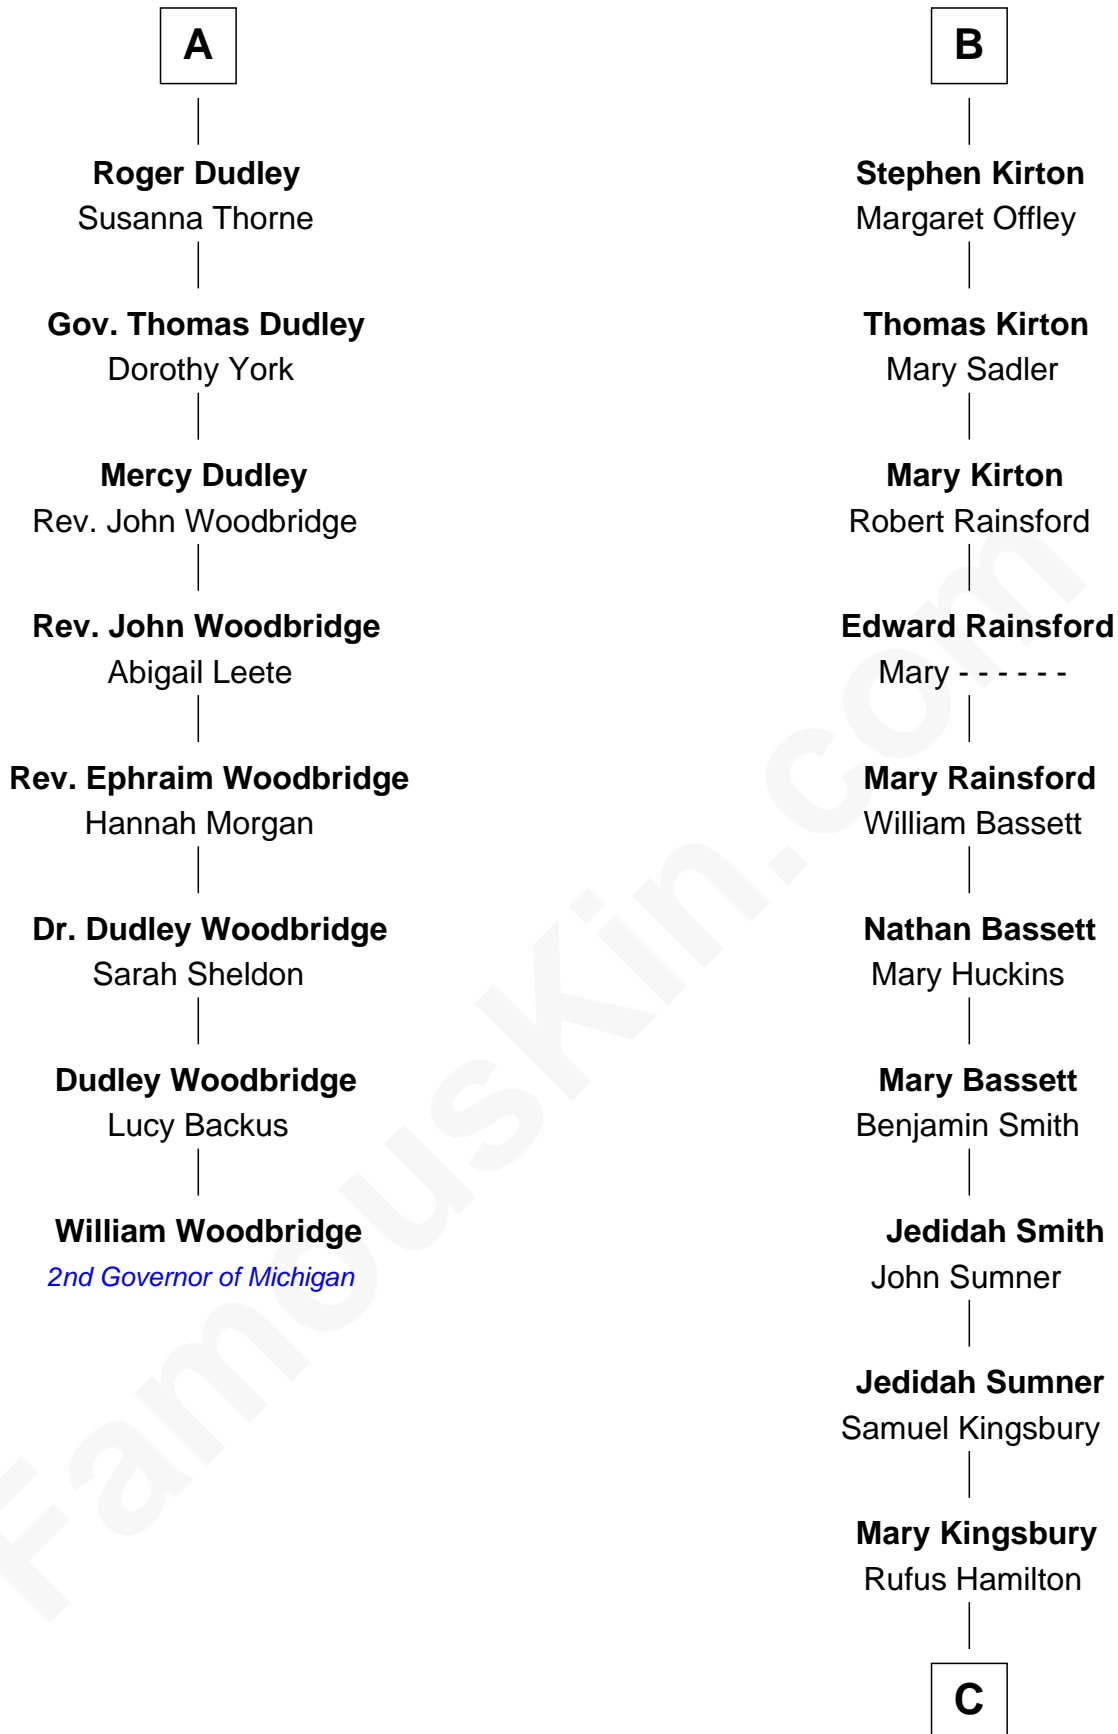 A
Roger Dudley
Susanna Thorne
Gov. Thomas Dudley
Dorothy York
Mercy Dudley
Rev. John Woodbridge
Rev. John Woodbridge
Abigail Leete
Rev. Ephraim Woodbridge
Hannah Morgan
Dr. Dudley Woodbridge
Sarah Sheldon
Dudley Woodbridge
Lucy Backus
William Woodbridge
2nd Governor of Michigan
B
Stephen Kirton
Margaret Offley
Thomas Kirton
Mary Sadler
Mary Kirton
Robert Rainsford
Edward Rainsford
Mary - - - - - -
Mary Rainsford
William Bassett
Nathan Bassett
Mary Huckins
Mary Bassett
Benjamin Smith
Jedidah Smith
John Sumner
Jedidah Sumner
Samuel Kingsbury
Mary Kingsbury
Rufus Hamilton
C
FamousKin.com